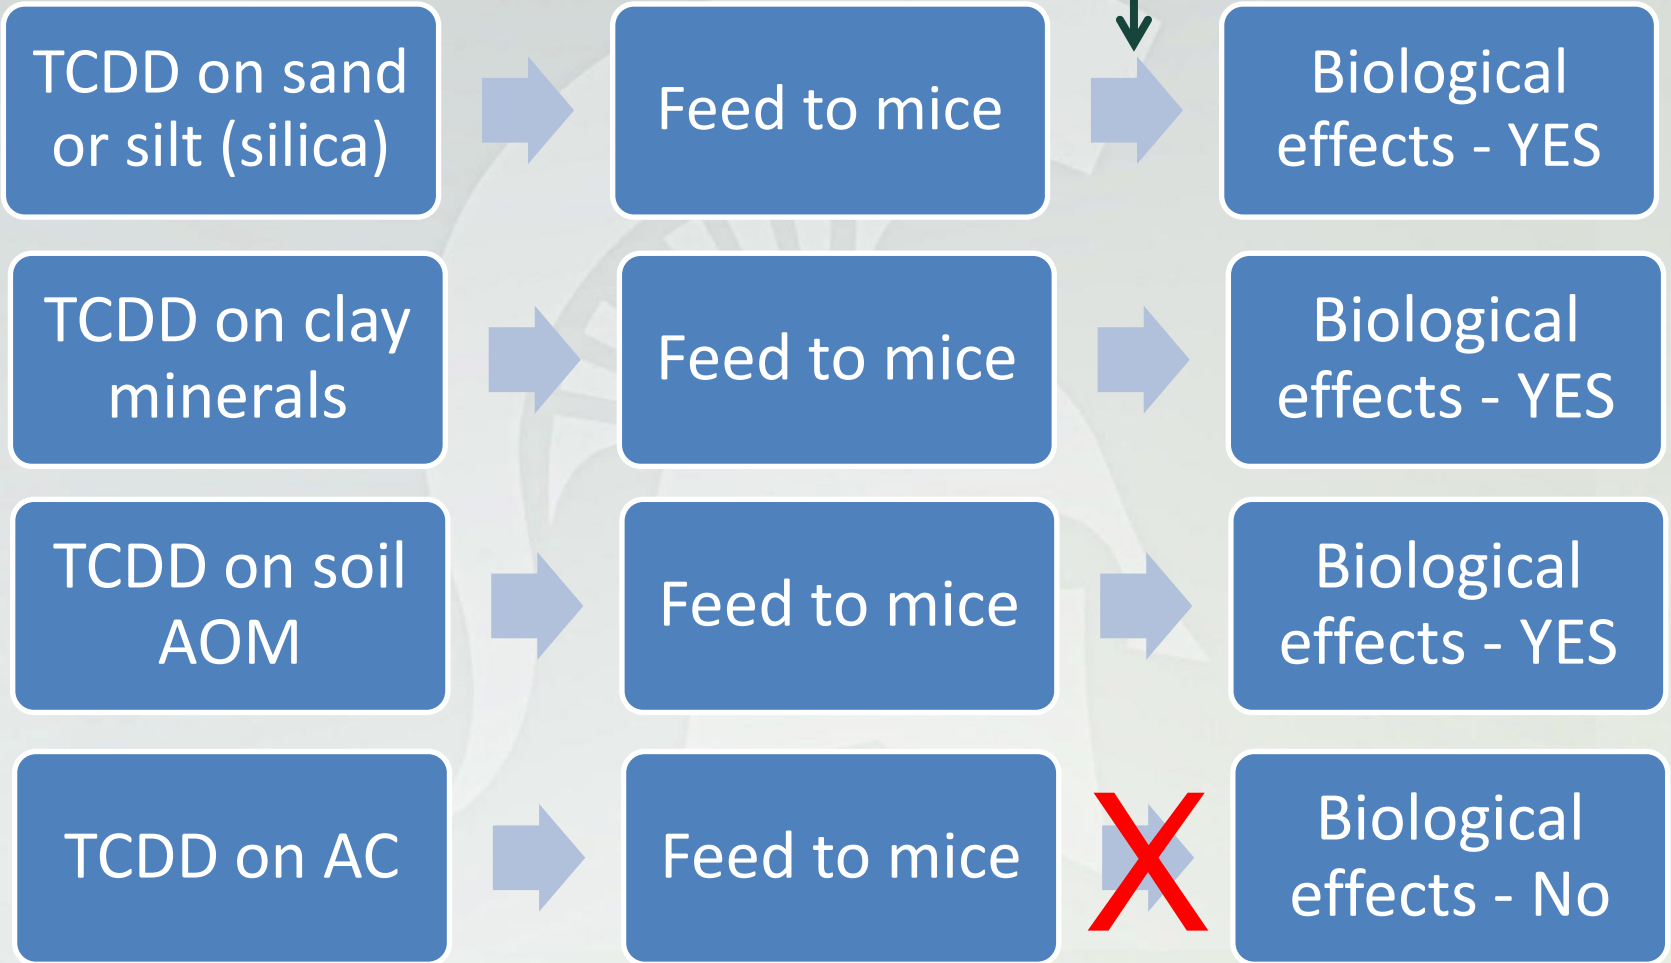 TCDD on sand
or silt (silica)
Feed to mice
Biological
effects - YES
TCDD on clay
minerals
Feed to mice
Biological
effects - YES
TCDD on soil
AOM
Feed to mice
Biological
effects - YES
TCDD on AC
Feed to mice
X
Biological
effects - No